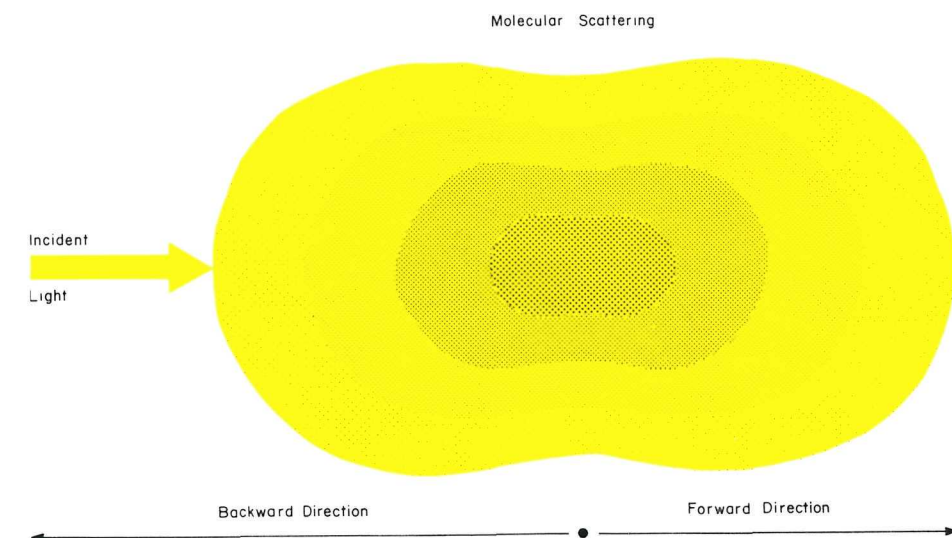 Molecular Scattering
Incident
Light
Backward Direction
Forward Direction